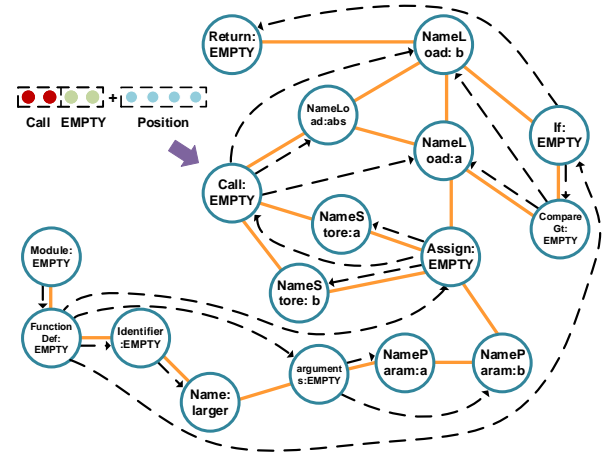 Return:
EMPTY
NameL
oad: b
+
Call EMPTY Position
NameLo
ad:abs
If:
EMPTY
NameL
oad:a
Call:
EMPTY
NameS
tore:a
Compare
Gt:
EMPTY
Module:
EMPTY
Assign:
EMPTY
NameS
tore: b
Function
Def:
EMPTY
Identifier
:EMPTY
argument
s:EMPTY
NameP
aram:a
NameP
aram:b
Name:
larger